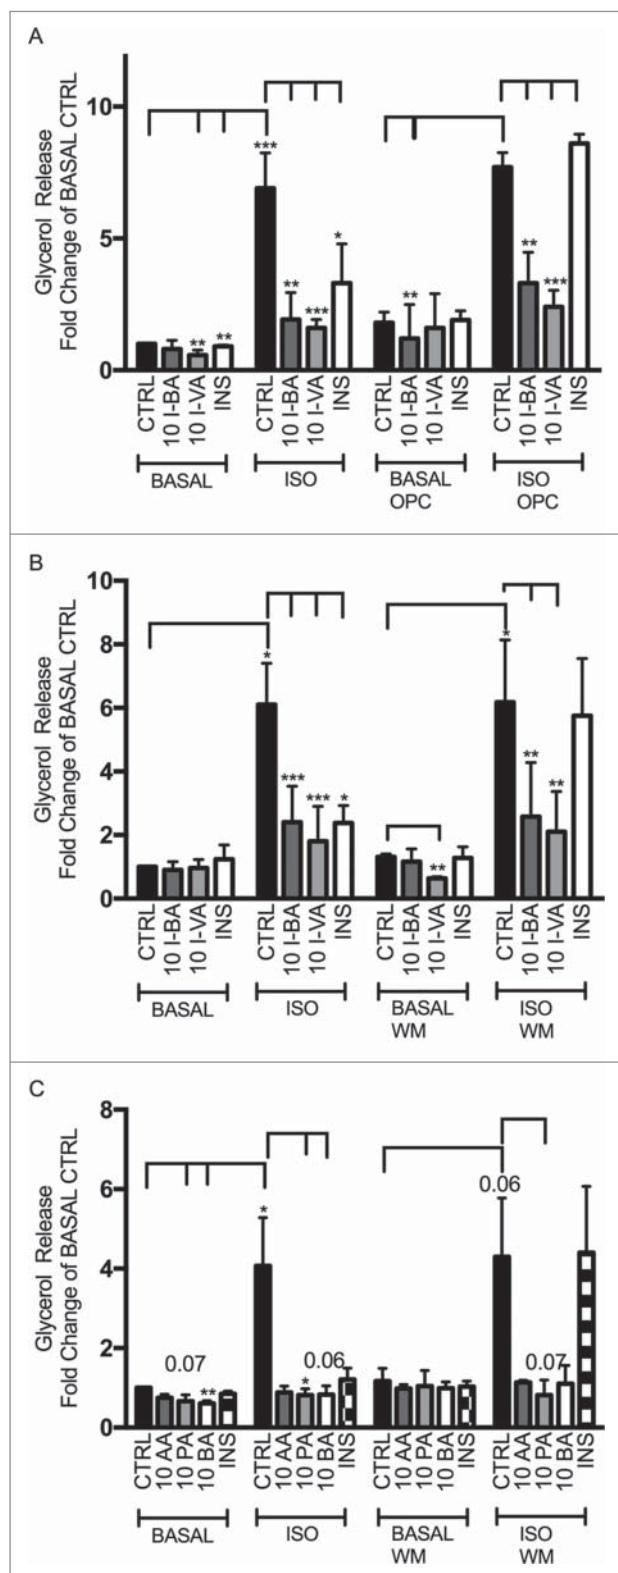 A
Glycerol Release
Fold Change of BASAL CTRL
10
5
0
***
**
***
*
**
**
**
**
***
CTRL
10 I-BA
10 I-VA
INS
CTRL
10 I-BA
10 I-VA
INS
CTRL
10 I-BA
10 I-VA
INS
CTRL
10 I-BA
10 I-VA
INS
BASAL
ISO
BASAL
OPC
ISO
OPC
B
Glycerol Release
Fold Change of BASAL CTRL
10
8
6
4
2
0
*
***
***
*
**
*
**
**
CTRL
10 I-BA
10 I-VA
INS
CTRL
10 I-BA
10 I-VA
INS
CTRL
10 I-BA
10 I-VA
INS
CTRL
10 I-BA
10 I-VA
INS
BASAL
ISO
BASAL
WM
ISO
WM
C
Glycerol Release
Fold Change of BASAL CTRL
8
6
4
2
0
0.07
**
*
*
0.06
0.06
0.07
CTRL
10 AA
10 PA
10 BA
INS
CTRL
10 AA
10 PA
10 BA
INS
CTRL
10 AA
10 PA
10 BA
INS
CTRL
10 AA
10 PA
10 BA
INS
BASAL
ISO
BASAL
WM
ISO
WM